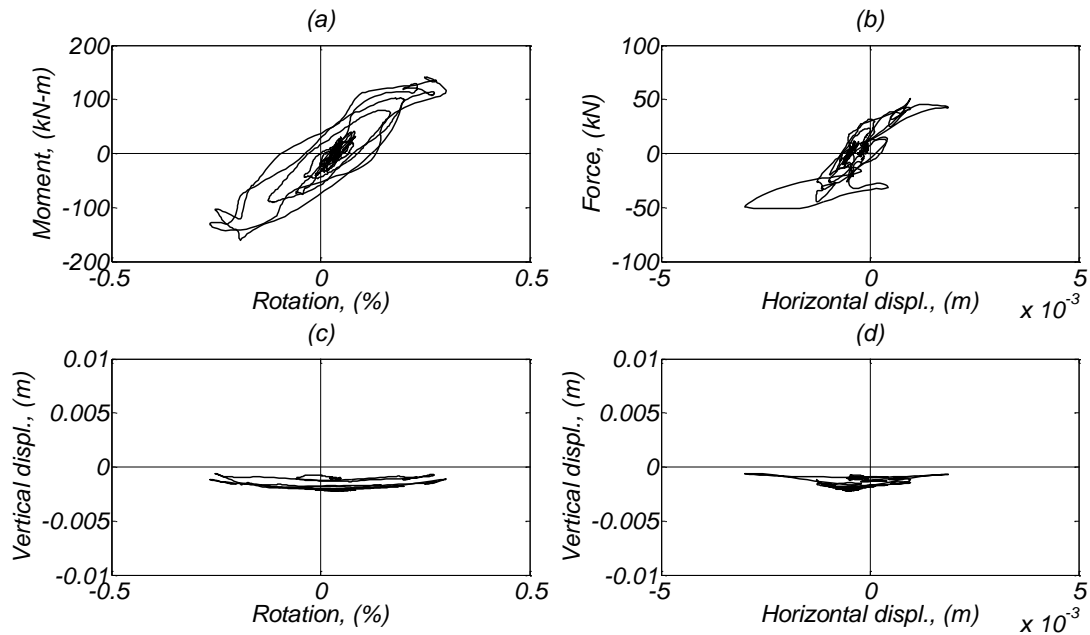 (a)
200
100
0
-100
-200
Moment, (kN-m)
-0.5
0
0.5
Rotation, (%)
(b)
100
50
0
-50
-100
Force, (kN)
-5
0
5
Horizontal displ., (m)
x 10^-3
(c)
0.01
0.005
0
-0.005
-0.01
Vertical displ., (m)
-0.5
0
0.5
Rotation, (%)
(d)
0.01
0.005
0
-0.005
-0.01
Vertical displ., (m)
-5
0
5
Horizontal displ., (m)
x 10^-3